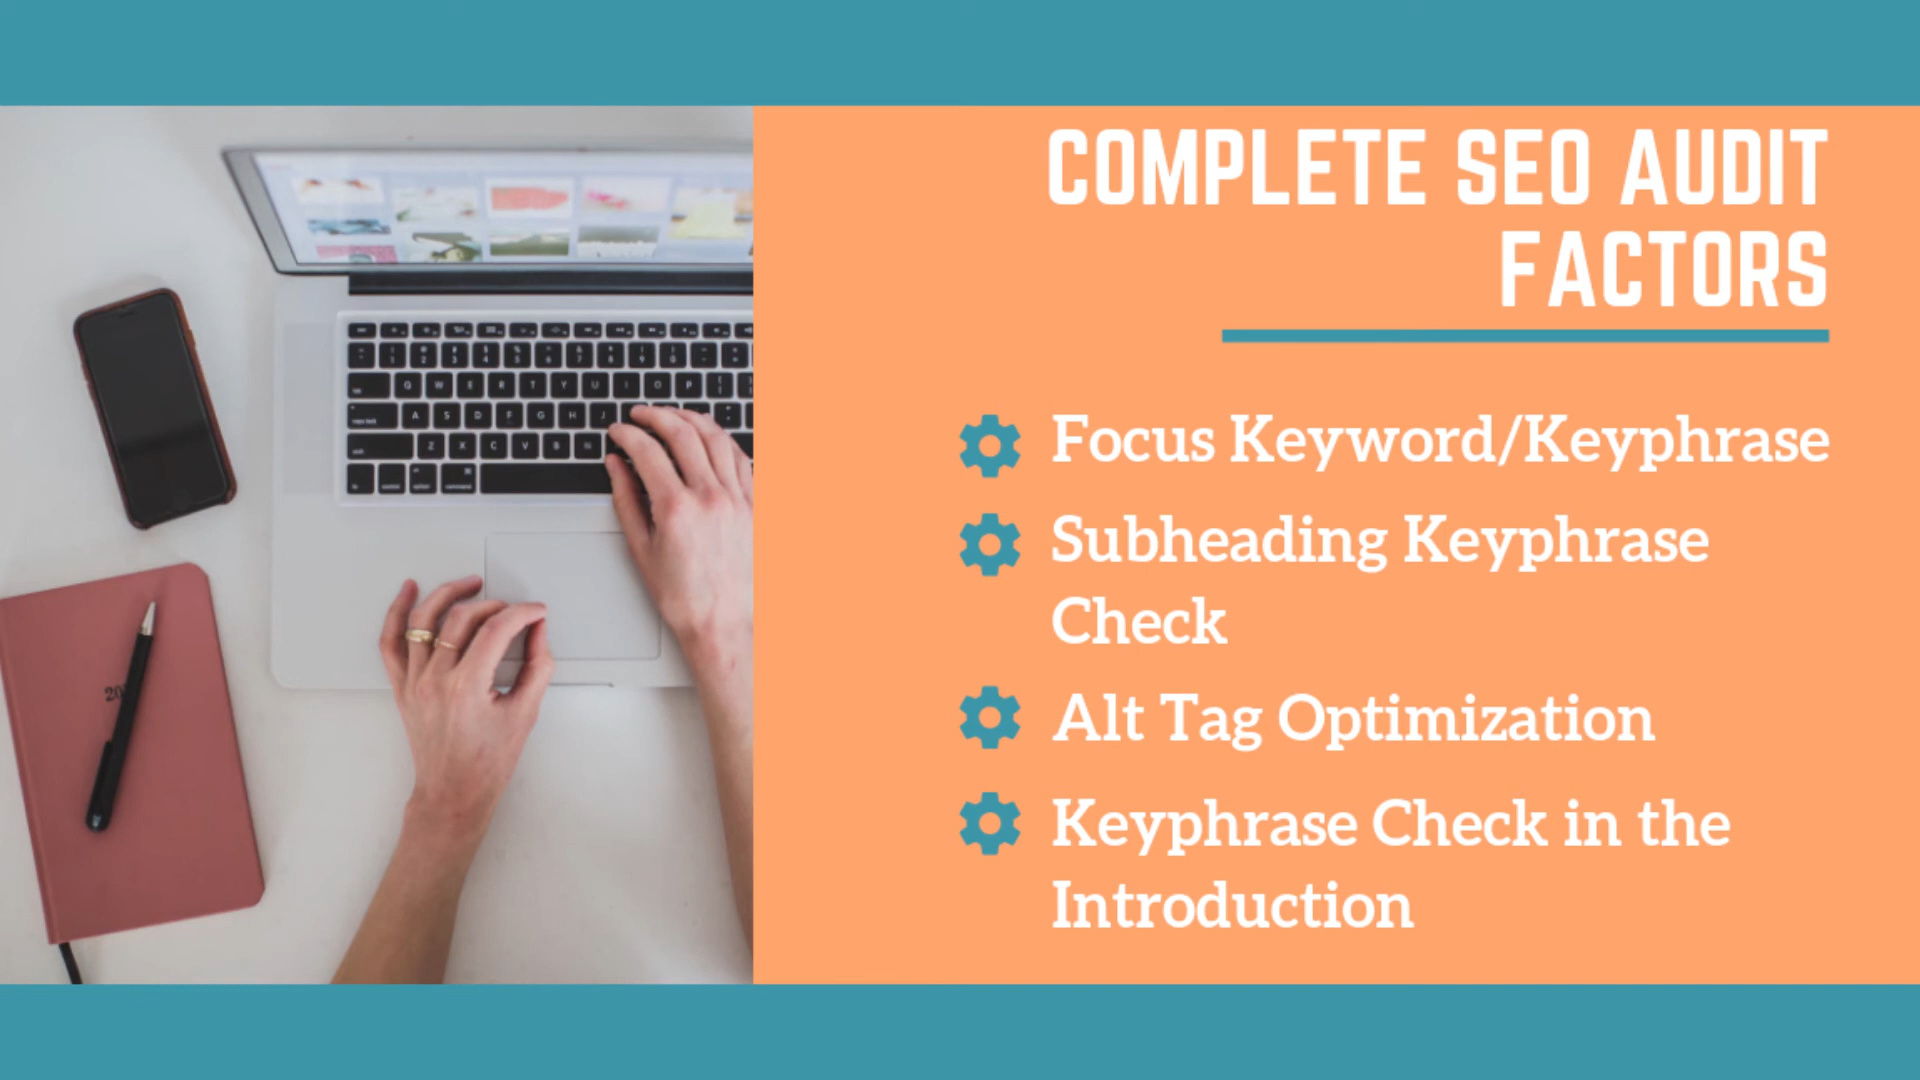 COMPLETE SEO AUDIT
FACTORS
Focus Keyword/Keyphrase
Subheading Keyphrase
Check
Alt Tag Optimization
Keyphrase Check in the
Introduction